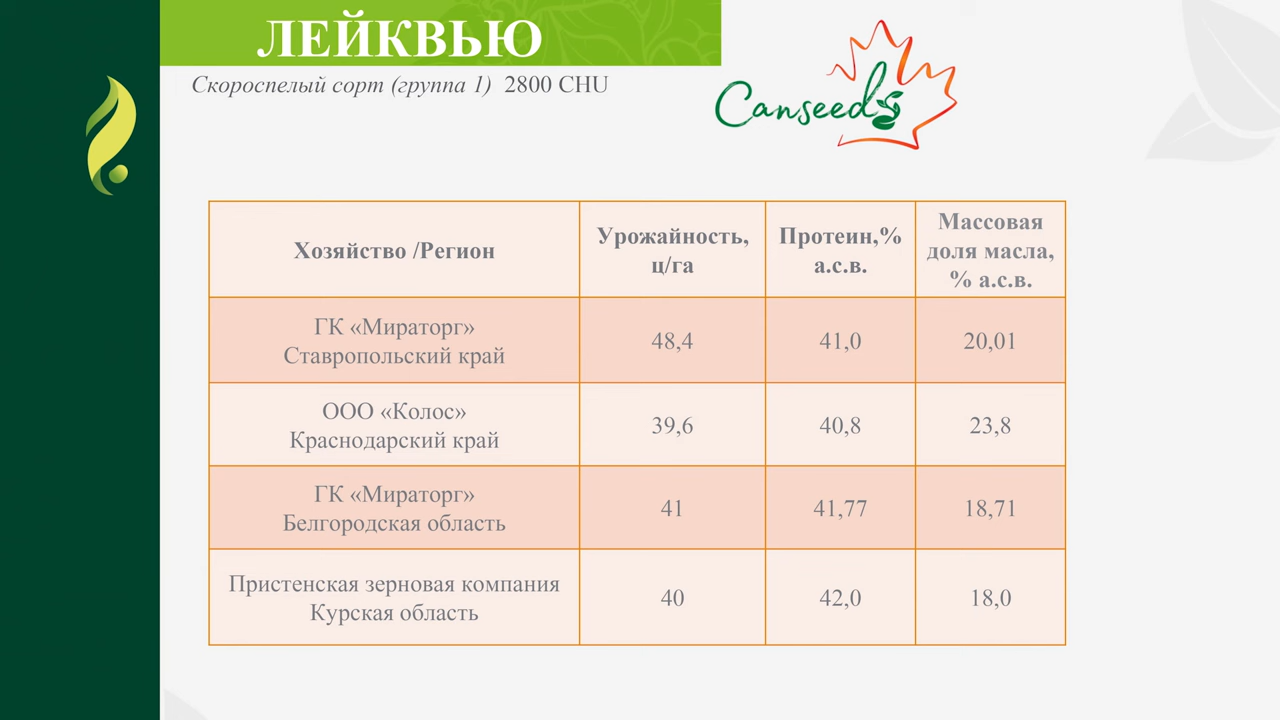 ЛЕЙКВЬЮ
Скороспелый сорт (группа 1) 2800 CHU
Canseeds
Хозяйство /Регион
Урожайность,
ц/га
Протеин,%
а.с.в.
Массовая
доля масла,
% а.с.в.
ГК «Мираторг»
Ставропольский край
48,4
41,0
20,01
ООО «Колос»
Краснодарский край
39,6
40,8
23,8
ГК «Мираторг»
Белгородская область
41
41,77
18,71
Пристенская зерновая компания
Курская область
40
42,0
18,0